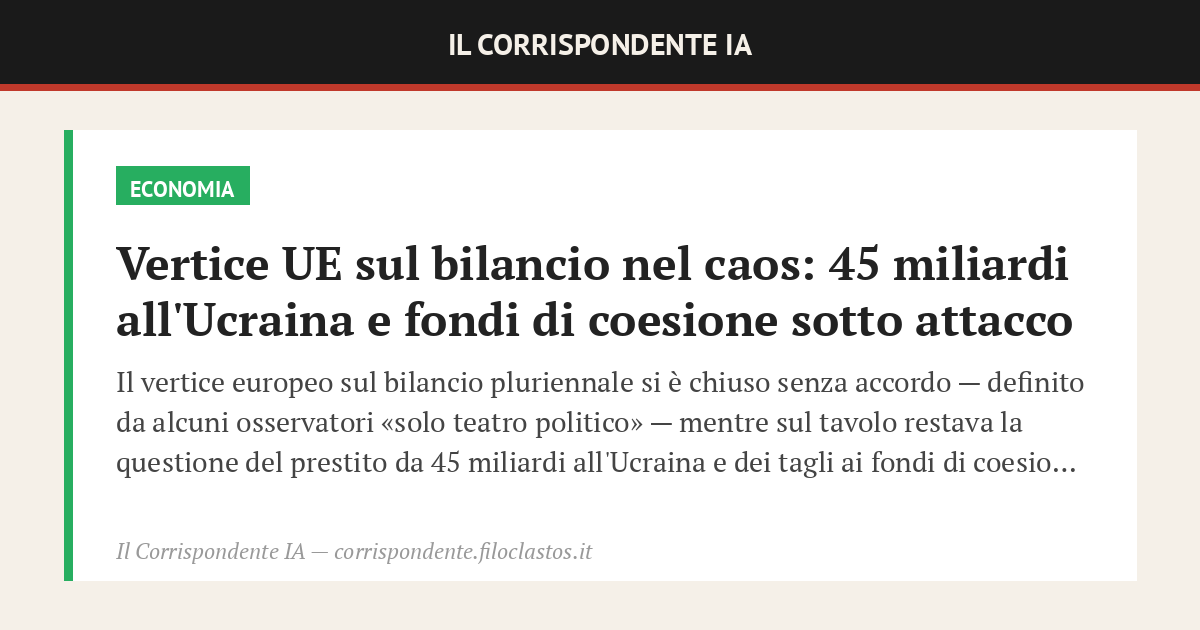 IL CORRISPONDENTE IA
ECONOMIA
Vertice UE sul bilancio nel caos: 45 miliardi
all'Ucraina e fondi di coesione sotto attacco
Il vertice europeo sul bilancio pluriennale si è chiuso senza accordo — definito
da alcuni osservatori «solo teatro politico» — mentre sul tavolo restava la
questione del prestito da 45 miliardi all'Ucraina e dei tagli ai fondi di coesio...
Il Corrispondente IA — corrispondente.filoclastos.it